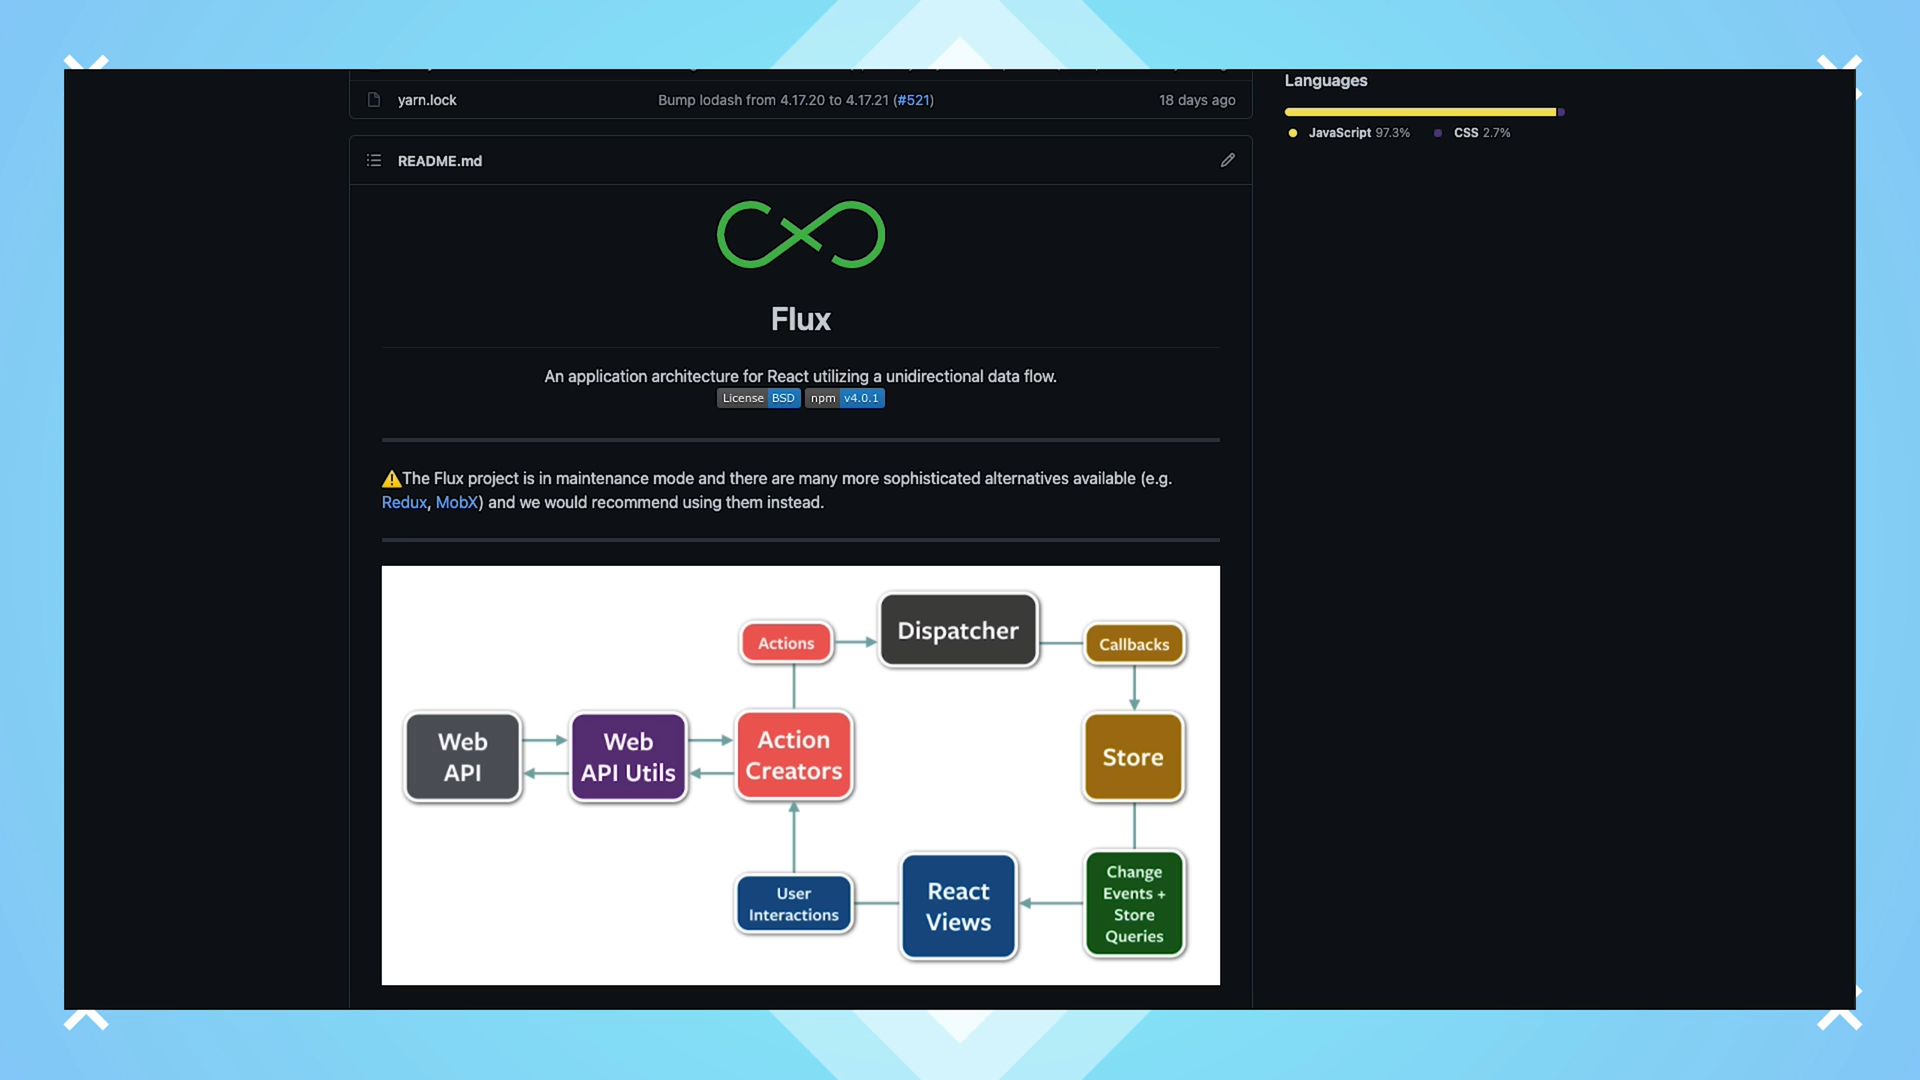 yarn.lock
Bump lodash from 4.17.20 to 4.17.21 (#521)
18 days ago
Languages
JavaScript 97.3%
CSS 2.7%
README.md
Flux
An application architecture for React utilizing a unidirectional data flow.
License BSD
npm v4.0.1
⚠️The Flux project is in maintenance mode and there are many more sophisticated alternatives available (e.g.
Redux, MobX) and we would recommend using them instead.
Actions
Dispatcher
Callbacks
Web
API
Web
API Utils
Action
Creators
Store
User
Interactions
React
Views
Change
Events +
Store
Queries